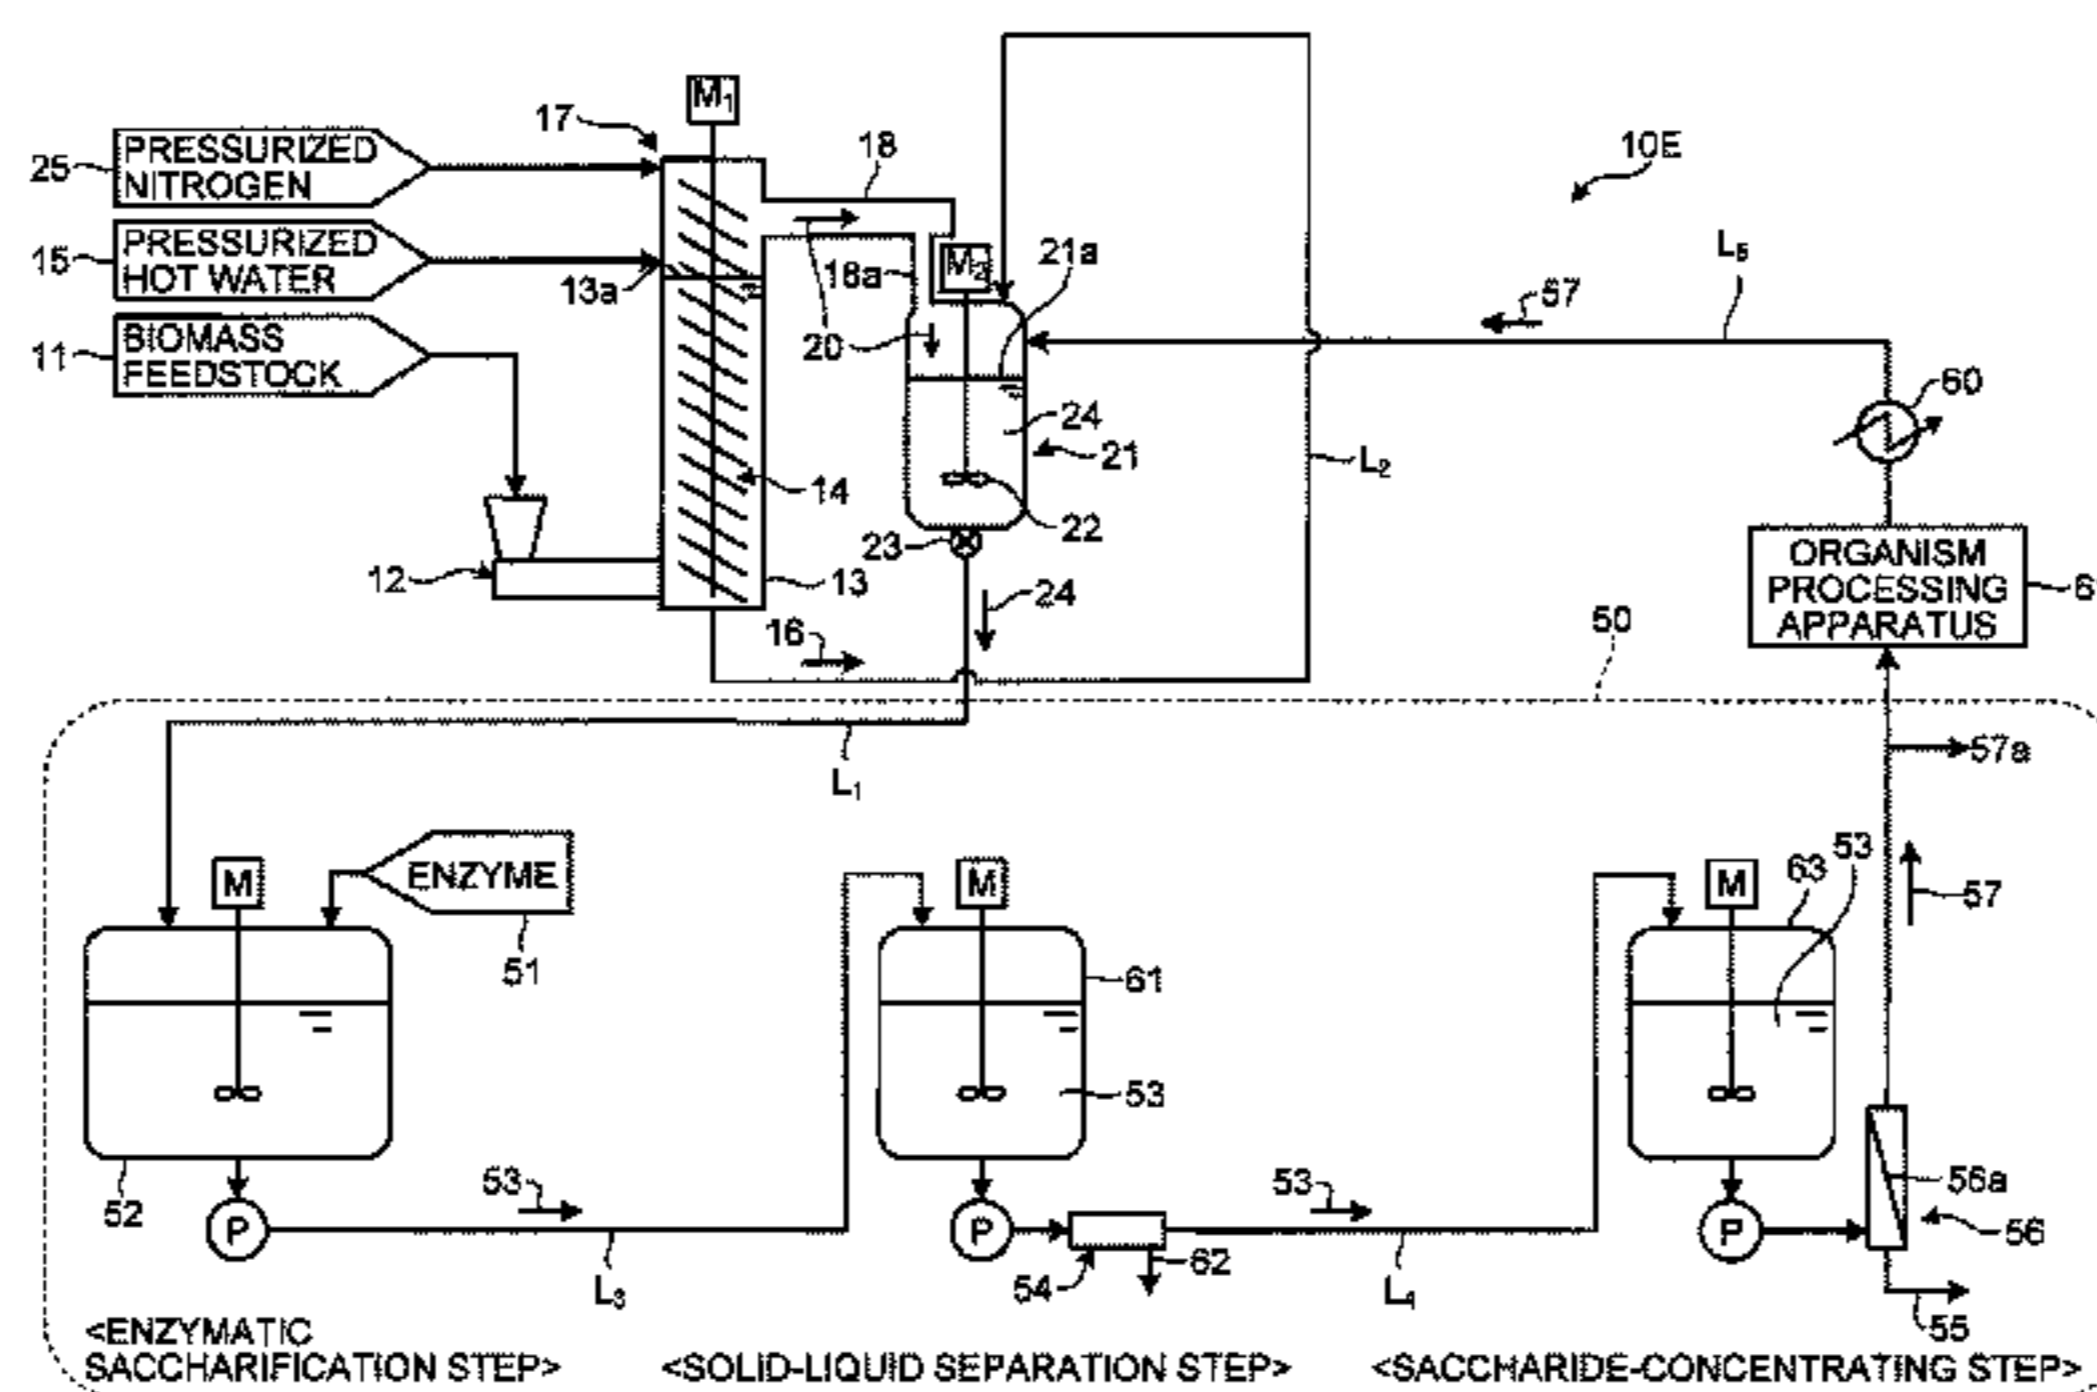 M1
17
PRESSURIZED
NITROGEN
25
18
10E
PRESSURIZED
HOT WATER
15
13a
18a
M2
21a
L5
57
BIOMASS
FEEDSTOCK
11
20
60
24
21
L2
14
22
23
12
13
24
ORGANISM
PROCESSING
APPARATUS
6
16
50
L1
57a
M
ENZYME
51
M
M
63
53
57
61
53
52
P
53
L3
P
54
62
53
L4
P
56a
56
55
<ENZYMATIC
SACCHARIFICATION STEP>
<SOLID-LIQUID SEPARATION STEP>
<SACCHARIDE-CONCENTRATING STEP>